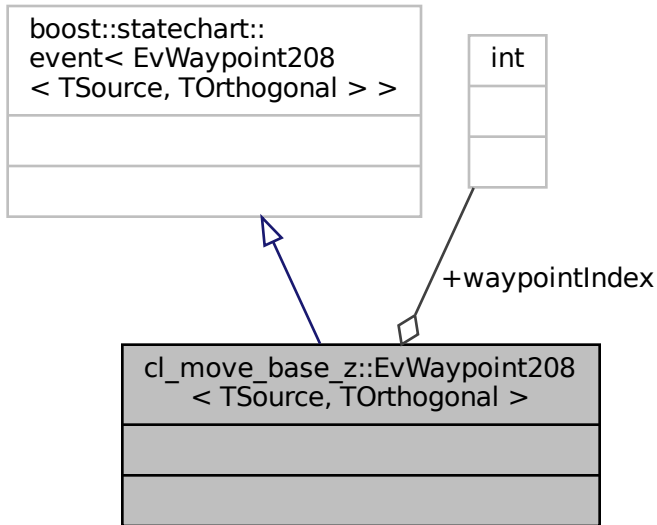 boost::statechart::
event< EvWaypoint208
< TSource, TOrthogonal > >
int
+waypointIndex
cl_move_base_z::EvWaypoint208
< TSource, TOrthogonal >